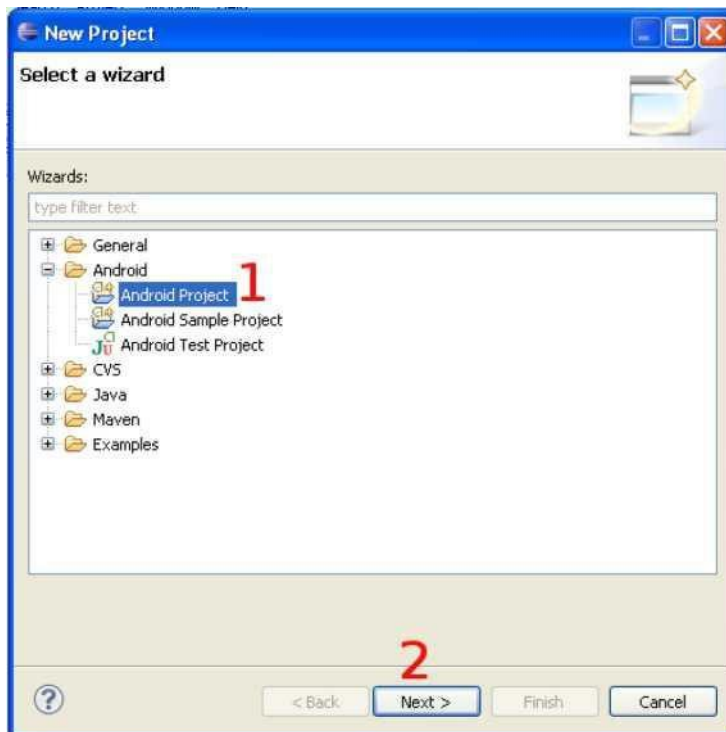 New Project
Select a wizard
Wizards:
type filter text
General
Android
Android Project 1
Android Sample Project
Android Test Project
CVS
Java
Maven
Examples
2
< Back Next > Finish Cancel